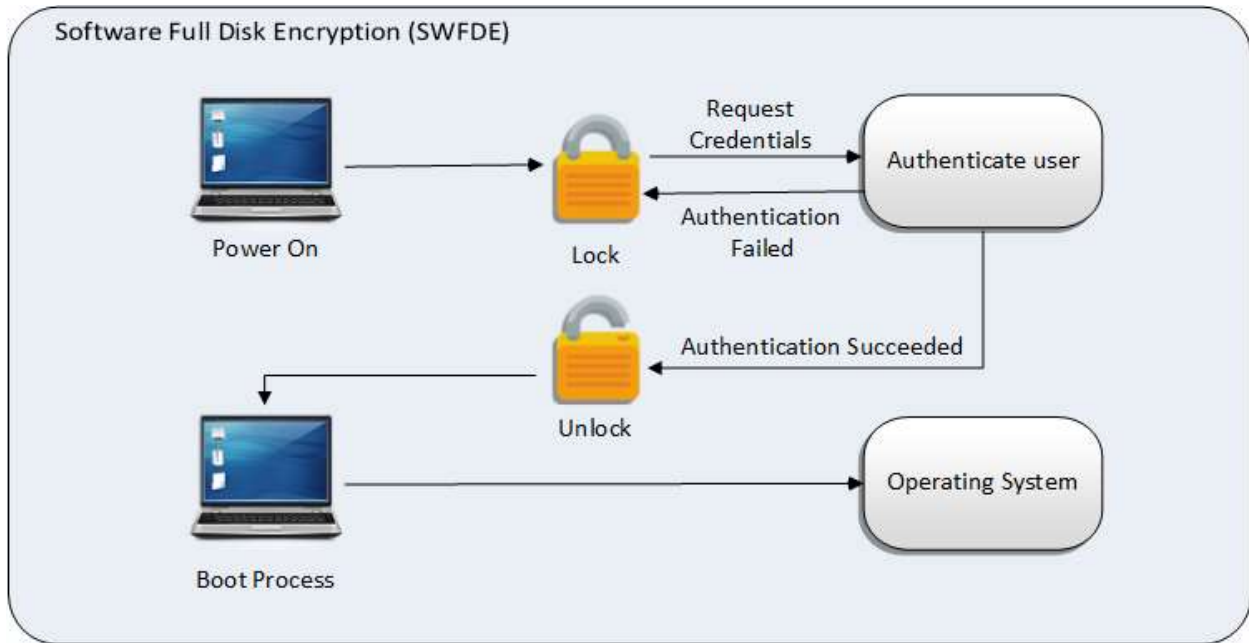 Software Full Disk Encryption (SWFDE)
Request
Credentials
Authenticate user
Authentication
Failed
Power On
Lock
Authentication Succeeded
Unlock
Operating System
Boot Process